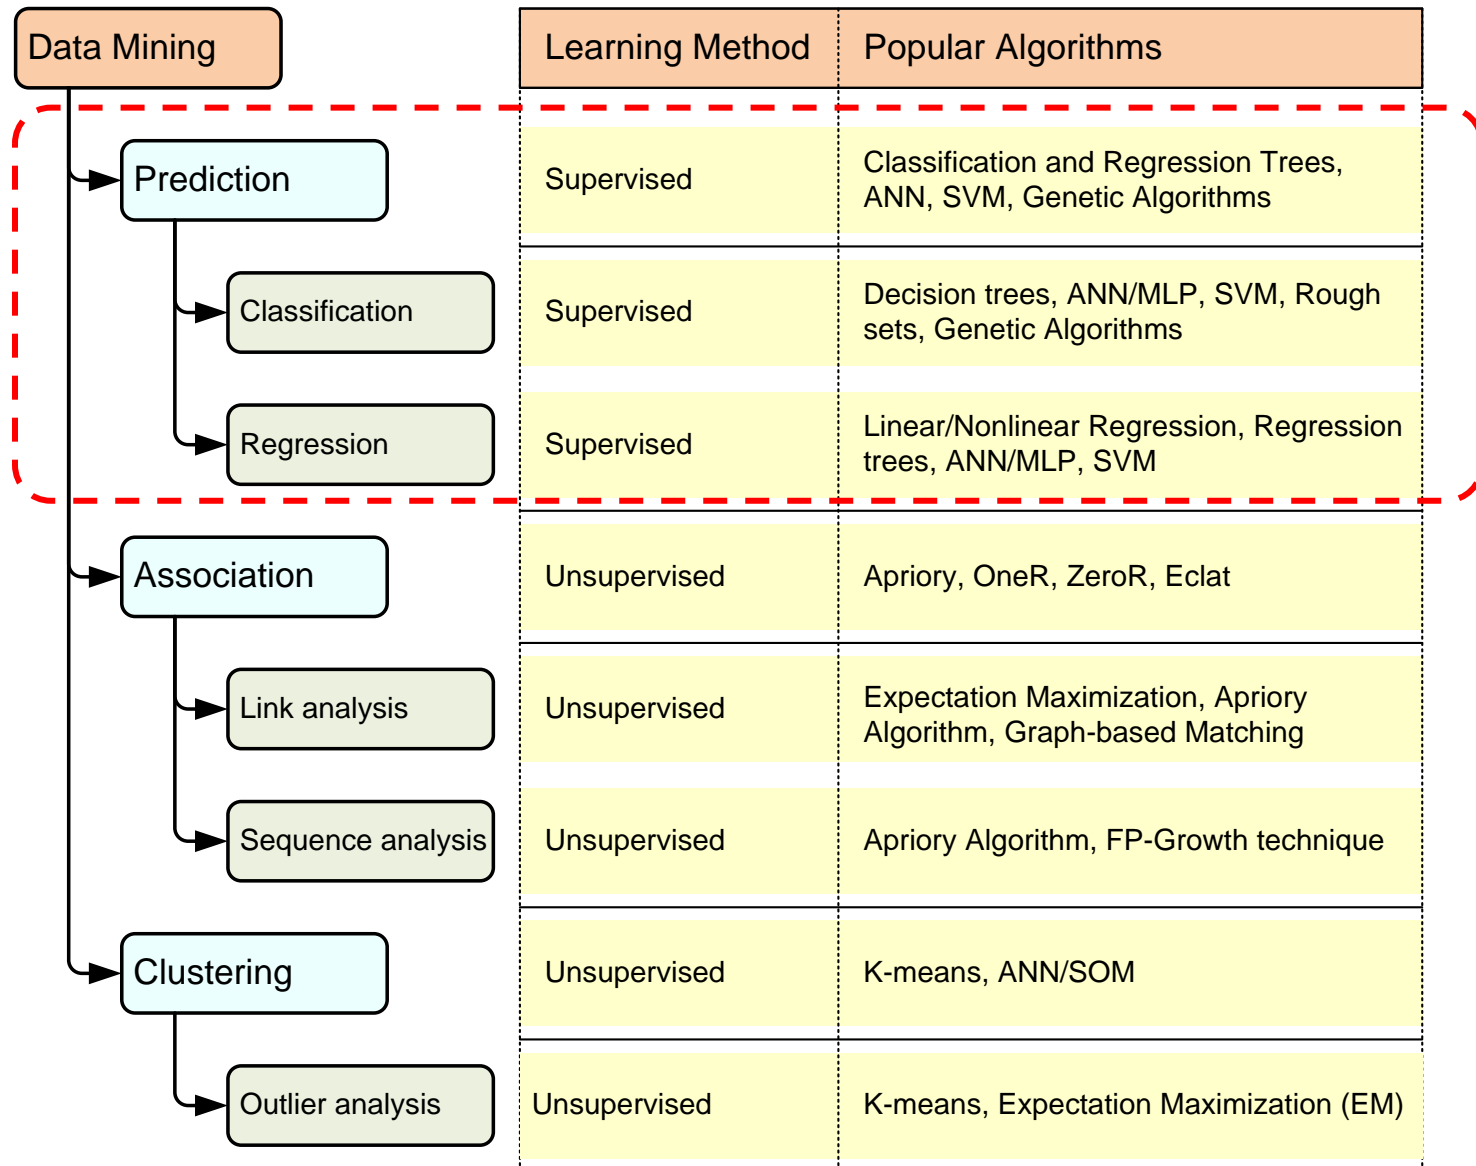 Data Mining
Learning Method
Popular Algorithms
Prediction
Supervised
Classification and Regression Trees,
ANN, SVM, Genetic Algorithms
Classification
Supervised
Decision trees, ANN/MLP, SVM, Rough
sets, Genetic Algorithms
Regression
Supervised
Linear/Nonlinear Regression, Regression
trees, ANN/MLP, SVM
Association
Unsupervised
Apriory, OneR, ZeroR, Eclat
Link analysis
Unsupervised
Expectation Maximization, Apriory
Algorithm, Graph-based Matching
Sequence analysis
Unsupervised
Apriory Algorithm, FP-Growth technique
Clustering
Unsupervised
K-means, ANN/SOM
Outlier analysis
Unsupervised
K-means, Expectation Maximization (EM)